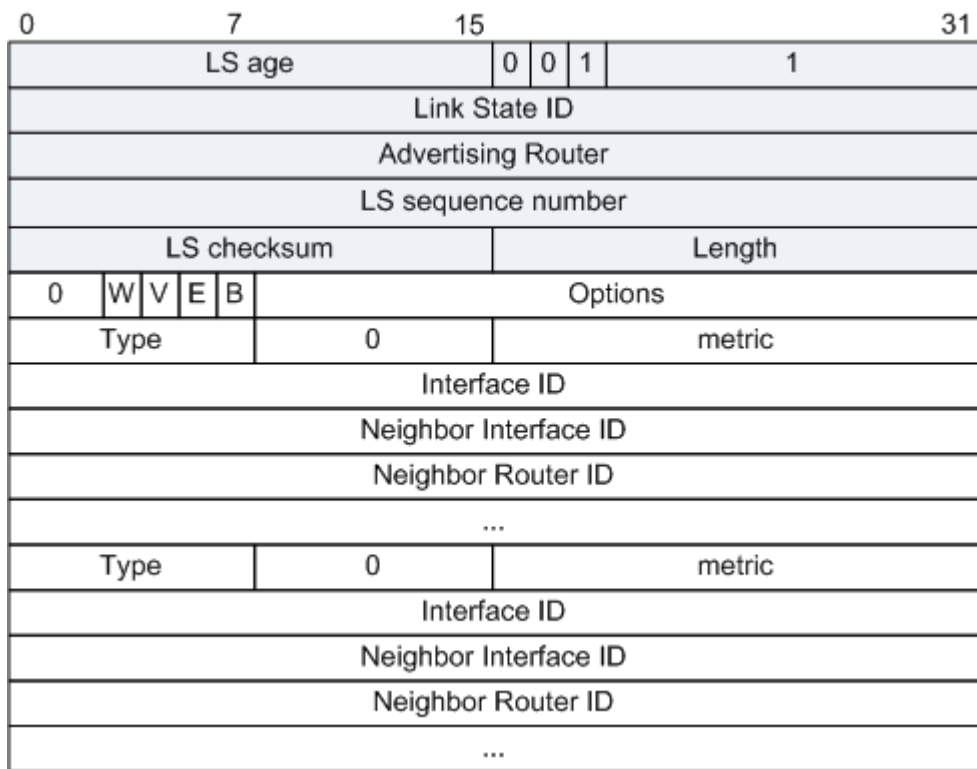 0 7 15 31
LS age 0 0 1 1
Link State ID
Advertising Router
LS sequence number
LS checksum Length
0 W V E B Options
Type 0 metric
Interface ID
Neighbor Interface ID
Neighbor Router ID
...
Type 0 metric
Interface ID
Neighbor Interface ID
Neighbor Router ID
...